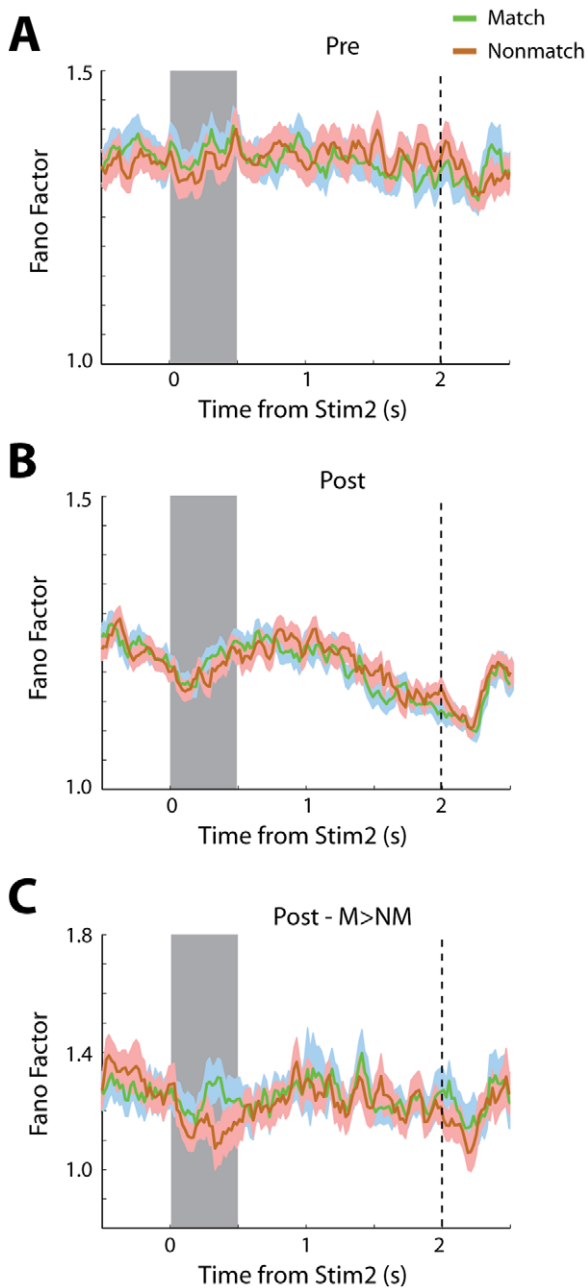 A
Pre
Match
Nonmatch
1.5
Fano Factor
1.0
0
1
2
Time from Stim2 (s)
B
Post
1.5
Fano Factor
1.0
0
1
2
Time from Stim2 (s)
C
Post - M>NM
1.8
1.4
Fano Factor
1.0
0
1
2
Time from Stim2 (s)